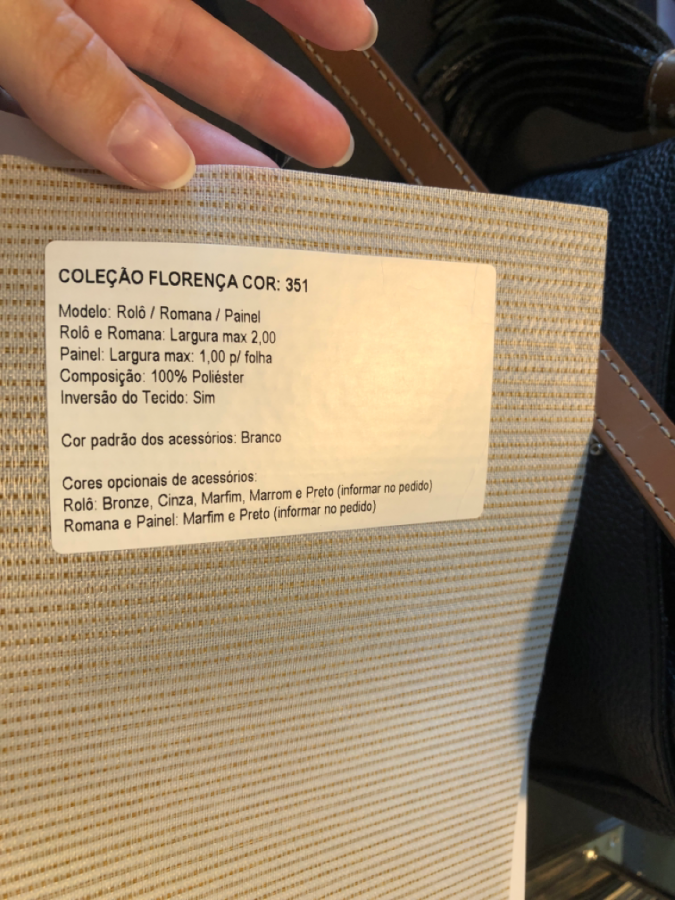 COLEÇÃO FLORENÇA COR: 351
Modelo: Rolô / Romana / Painel
Rolô e Romana: Largura max 2,00
Painel: Largura max: 1,00 p/ folha
Composição: 100% Poliéster
Inversão do Tecido: Sim
Cor padrão dos acessórios: Branco
Cores opcionais de acessórios:
Rolô: Bronze, Cinza, Marfim, Marrom e Preto (informar no pedido)
Romana e Painel: Marfim e Preto (informar no pedido)